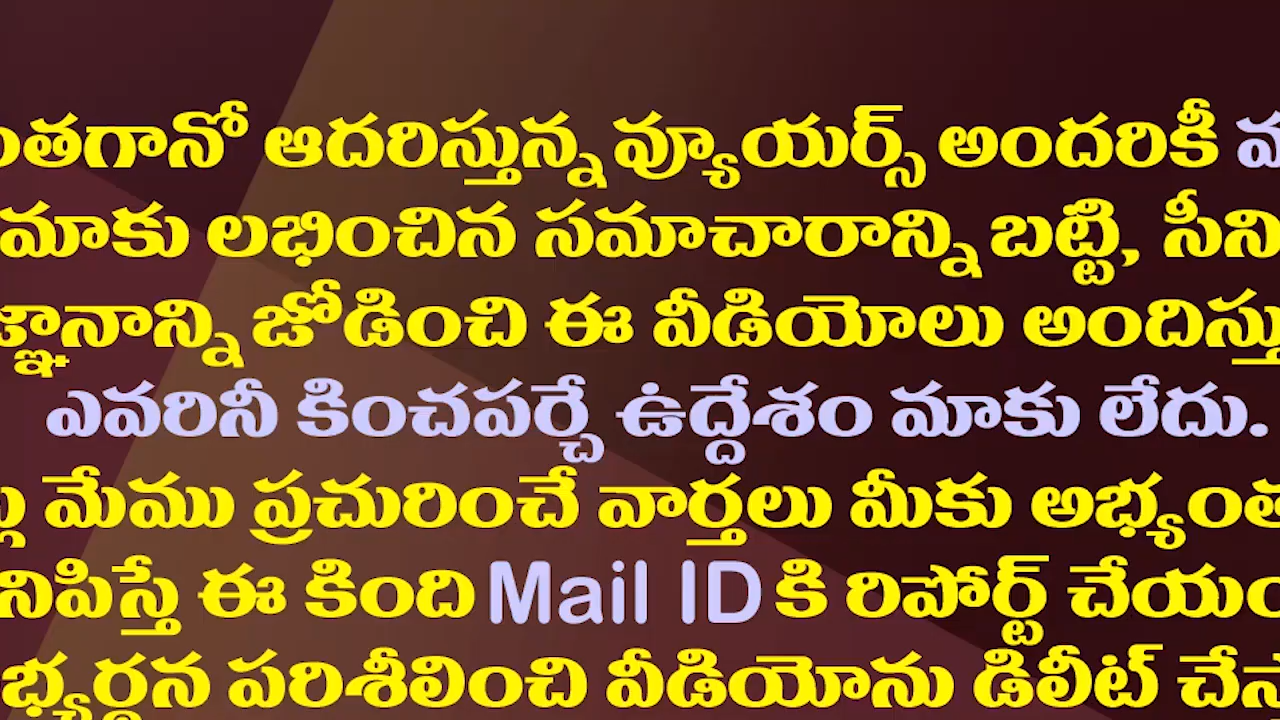 ంతగానో ఆదరిస్తున్న వ్యూయర్స్ అందరికీ
మాకు లభించిన సమాచారాన్ని బట్టి, సీని
జ్ఞానాన్ని జోడించి ఈ వీడియోలు అందిస్తు
ఎవరినీ కించపర్చే ఉద్దేశం మాకు లేదు.
మేము ప్రచురించే వార్తలు మీకు అభ్యంత
నిపిస్తే ఈ కింది Mail ID కి రిపోర్ట్ చేయం
భ్యర్థన పరిశీలించి వీడియోను డిలీట్ చేస